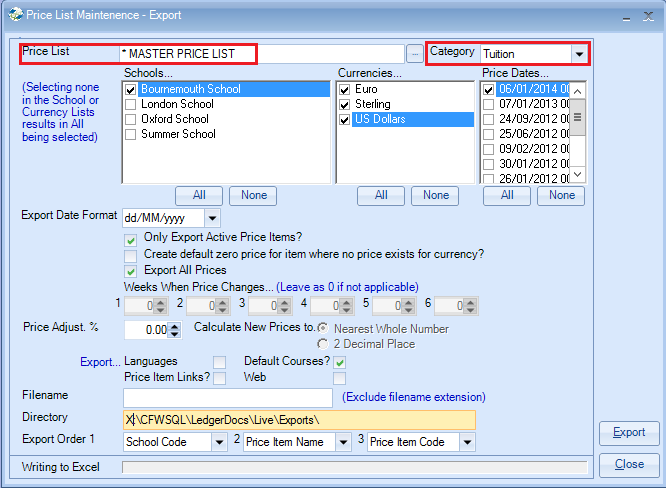 Price List Maintenence - Export
Price List * MASTER PRICE LIST ... Category Tuition
Schools... Currencies... Price Dates...
(Selecting none
in the School or
Currency Lists
results in All
being selected)
Bournemouth School
London School
Oxford School
Summer School
Euro
Sterling
US Dollars
06/01/2014 00
07/01/2013 00
24/09/2012 00
25/06/2012 00
09/02/2012 00
30/01/2012 00
26/01/2012 00
All None All None All None
Export Date Format dd/MM/yyyy
Only Export Active Price Items?
Create default zero price for item where no price exists for currency?
Export All Prices
Weeks When Price Changes... (Leave as 0 if not applicable)
1 0 2 0 3 0 4 0 5 0 6 0
Price Adjust. % 0.00 Calculate New Prices to. Nearest Whole Number
2 Decimal Place
Export... Languages Default Courses?
Price Item Links? Web
Filename (Exclude filename extension)
Directory X:\CFWSQL\LedgerDocs\Live\Exports\
Export Order 1 School Code 2 Price Item Name 3 Price Item Code
Export
Close
Writing to Excel